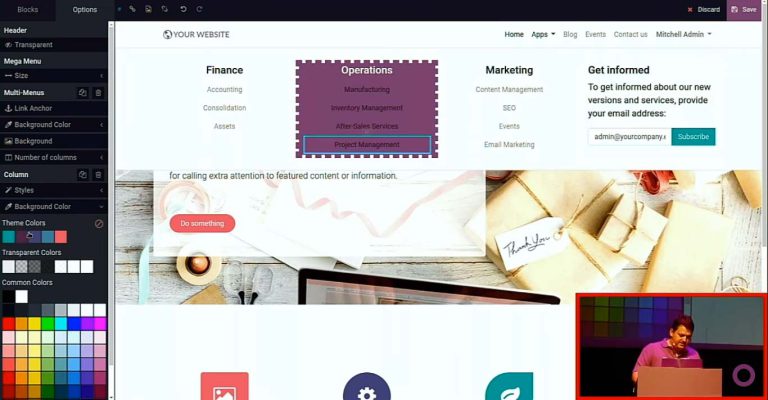 Blocks
Options
Discard
Save
Header
Transparent
Mega Menu
Size
Multi-Menus
Link Anchor
Background Color
Background
Number of columns
Column
Styles
Background Color
Theme Colors
Transparent Colors
Common Colors
YOUR WEBSITE
Home Apps Blog Events Contact us Mitchell Admin
Finance
Accounting
Consolidation
Assets
Operations
Manufacturing
Inventory Management
After-Sales Services
Project Management
Marketing
Content Management
SEO
Events
Email Marketing
Get informed
To get informed about our new
versions and services, provide
your email address:
admin@yourcompany.e
Subscribe
for calling extra attention to featured content or information.
Do something
Thank You